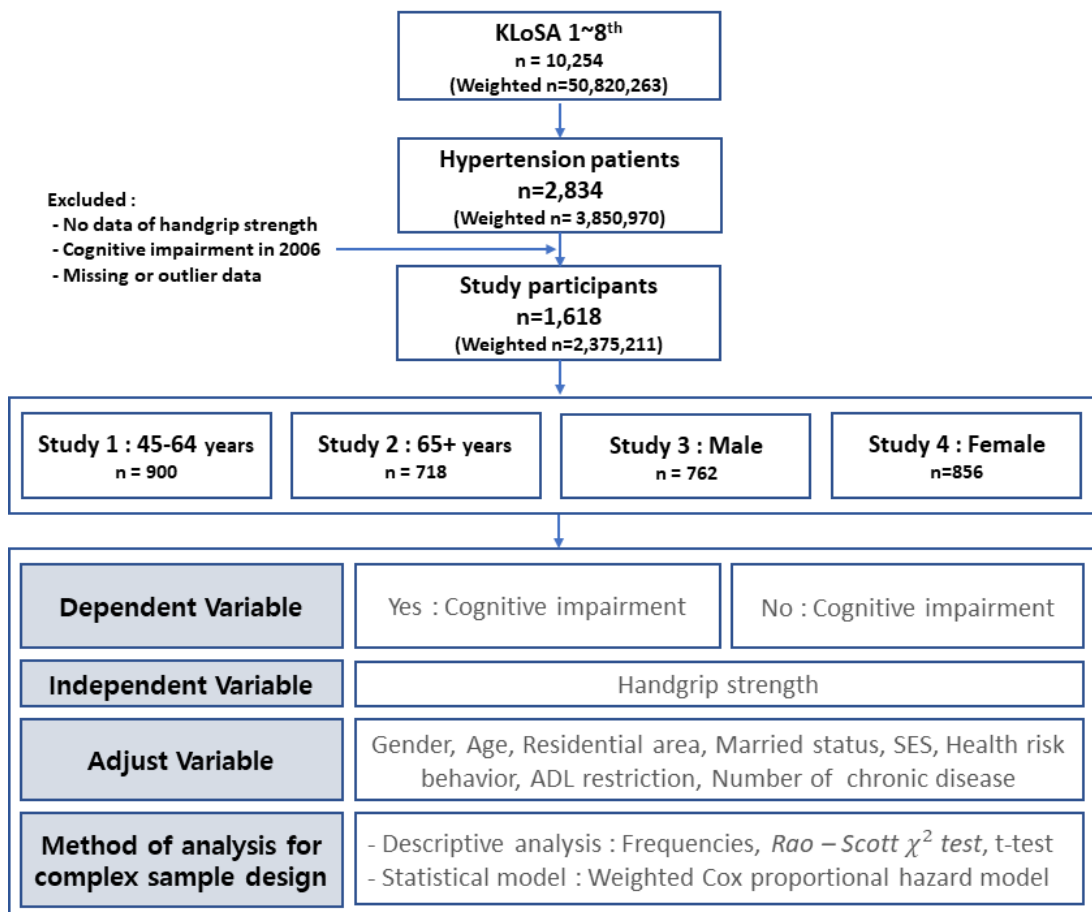 KLoSA 1~8th
n = 10,254
(Weighted n=50,820,263)
Hypertension patients
n=2,834
(Weighted n= 3,850,970)
Excluded :
- No data of handgrip strength
- Cognitive impairment in 2006
- Missing or outlier data
Study participants
n=1,618
(Weighted n=2,375,211)
Study 1 : 45-64 years
n = 900
Study 2 : 65+ years
n = 718
Study 3 : Male
n = 762
Study 4 : Female
n=856
Dependent Variable
Yes : Cognitive impairment
No : Cognitive impairment
Independent Variable
Handgrip strength
Adjust Variable
Gender, Age, Residential area, Married status, SES, Health risk
behavior, ADL restriction, Number of chronic disease
Method of analysis for
complex sample design
- Descriptive analysis : Frequencies, Rao – Scott χ² test, t-test
- Statistical model : Weighted Cox proportional hazard model